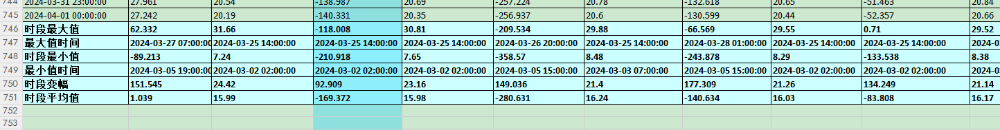 744 2024-03-31 23:00:00 27.961 20.54 -138.987 20.69 -257.224 20.78 -132.618 20.65 -51.463 20.84
745 2024-04-01 00:00:00 27.242 20.19 -140.331 20.35 -256.937 20.6 -130.599 20.44 -52.357 20.66
746 时段最大值 62.332 31.66 -118.008 30.81 -209.534 29.88 -66.569 29.55 0.71 29.52
747 最大值时间 2024-03-27 07:00:00 2024-03-25 14:00:00 2024-03-25 14:00:00 2024-03-25 14:00:00 2024-03-26 20:00:00 2024-03-25 14:00:00 2024-03-28 01:00:00 2024-03-25 14:00:00 2024-03-25 14:00:00 2024-0
748 时段最小值 -89.213 7.24 -210.918 7.65 -358.57 8.48 -243.878 8.29 -133.538 8.38
749 最小值时间 2024-03-05 19:00:00 2024-03-02 02:00:00 2024-03-02 02:00:00 2024-03-02 02:00:00 2024-03-05 15:00:00 2024-03-03 07:00:00 2024-03-05 15:00:00 2024-03-02 02:00:00 2024-03-02 02:00:00 2024-0
750 时段变幅 151.545 24.42 92.909 23.16 149.036 21.4 177.309 21.26 134.249 21.14
751 时段平均值 1.039 15.99 -169.372 15.98 -280.631 16.24 -140.634 16.03 -83.808 16.17
752
753